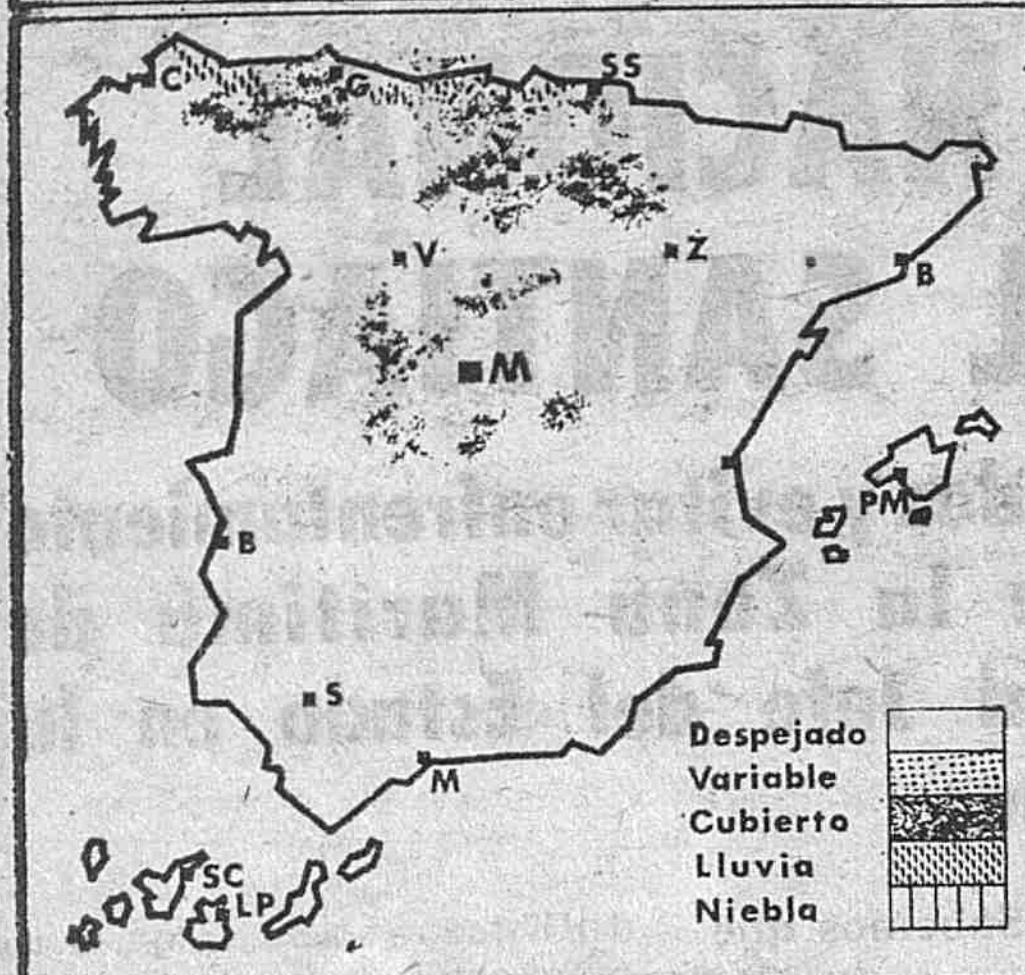 C
G
SS
V
Z
B
M
PM
B
S
M
Despejado
Variable
Cubierto
Lluvia
Niebla
SC
LP